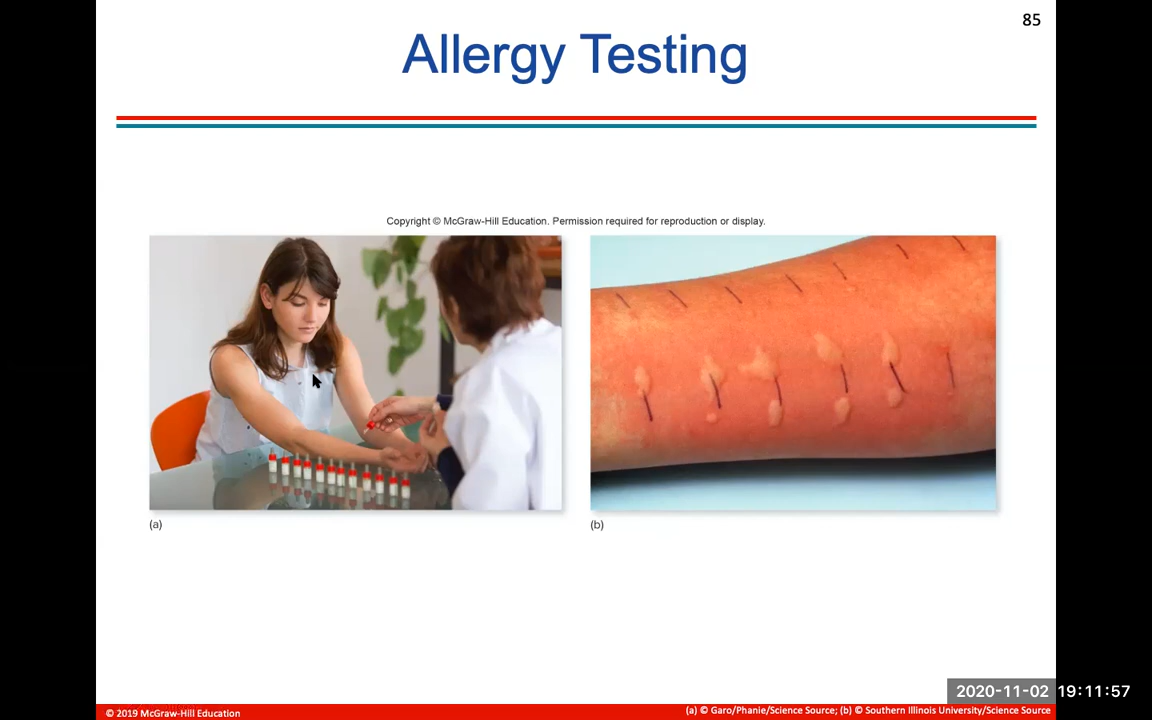 85
Allergy Testing
Copyright © McGraw-Hill Education. Permission required for reproduction or display.
(a)
(b)
2020-11-02 19:11:57
© 2019 McGraw-Hill Education
(a) © Garo/Phanie/Science Source; (b) © Southern Illinois University/Science Source